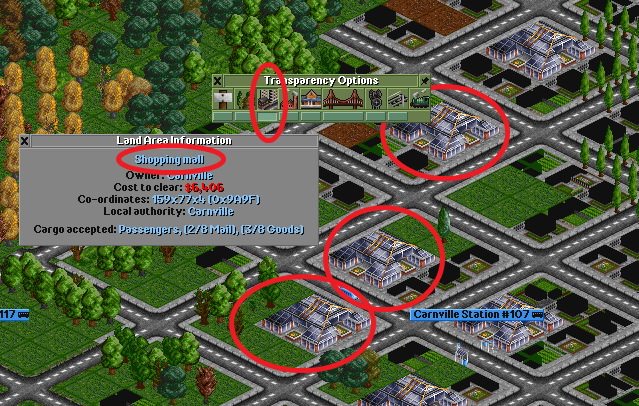 Transparency Options
Land Area Information
Shopping mall
Owner: Carnville
Cost to clear: $6,406
Co-ordinates: 159x77x4 (0x9A9F)
Local authority: Carnville
Cargo accepted: Passengers, (2/8 Mail), (3/8 Goods)
117
Carnville Station #107